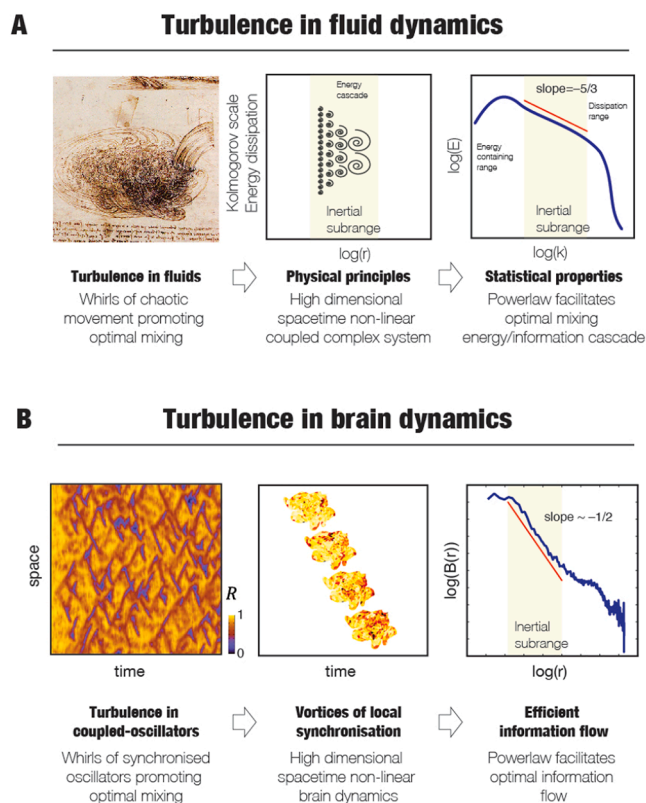 A
Turbulence in fluid dynamics
Kolmogorov scale
Energy dissipation
Energy
cascade
Inertial
subrange
log(r)
log(E)
slope=–5/3
Dissipation
range
Energy
containing
range
Inertial
subrange
log(k)
Turbulence in fluids
Whirls of chaotic
movement promoting
optimal mixing
Physical principles
High dimensional
spacetime non-linear
coupled complex system
Statistical properties
Powerlaw facilitates
optimal mixing
energy/information cascade
B
Turbulence in brain dynamics
space
time
R
1
0
time
log(B(r))
slope ~ –1/2
Inertial
subrange
log(r)
Turbulence in
coupled-oscillators
Whirls of synchronised
oscillators promoting
optimal mixing
Vortices of local
synchronisation
High dimensional
spacetime non-linear
brain dynamics
Efficient
information flow
Powerlaw facilitates
optimal information
flow